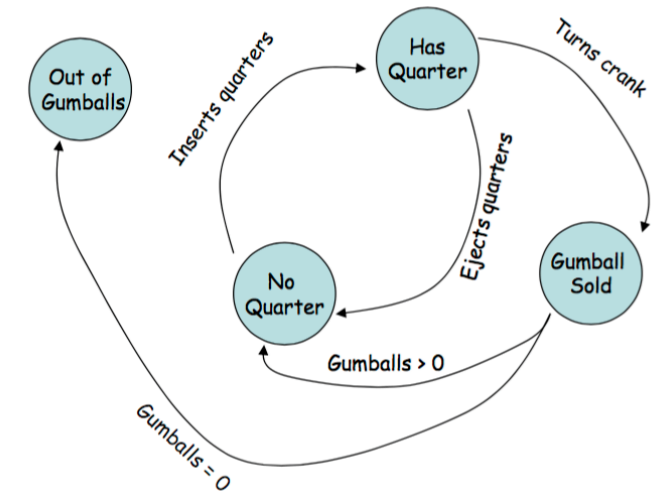 Out of
Gumballs
Inserts quarters
Has
Quarter
Turns crank
Ejects quarters
No
Quarter
Gumball
Sold
Gumballs > 0
Gumballs = 0